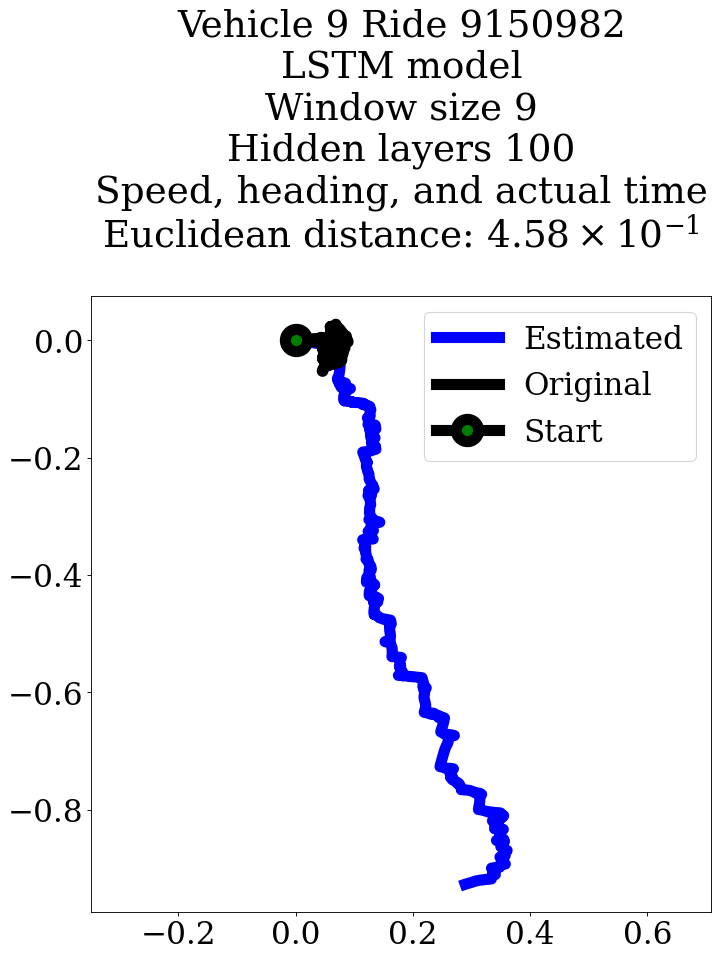 Vehicle 9 Ride 9150982
LSTM model
Window size 9
Hidden layers 100
Speed, heading, and actual time
Euclidean distance: 4.58 × 10⁻¹
Estimated
Original
Start
0.0
−0.2
−0.4
−0.6
−0.8
−0.2 0.0 0.2 0.4 0.6